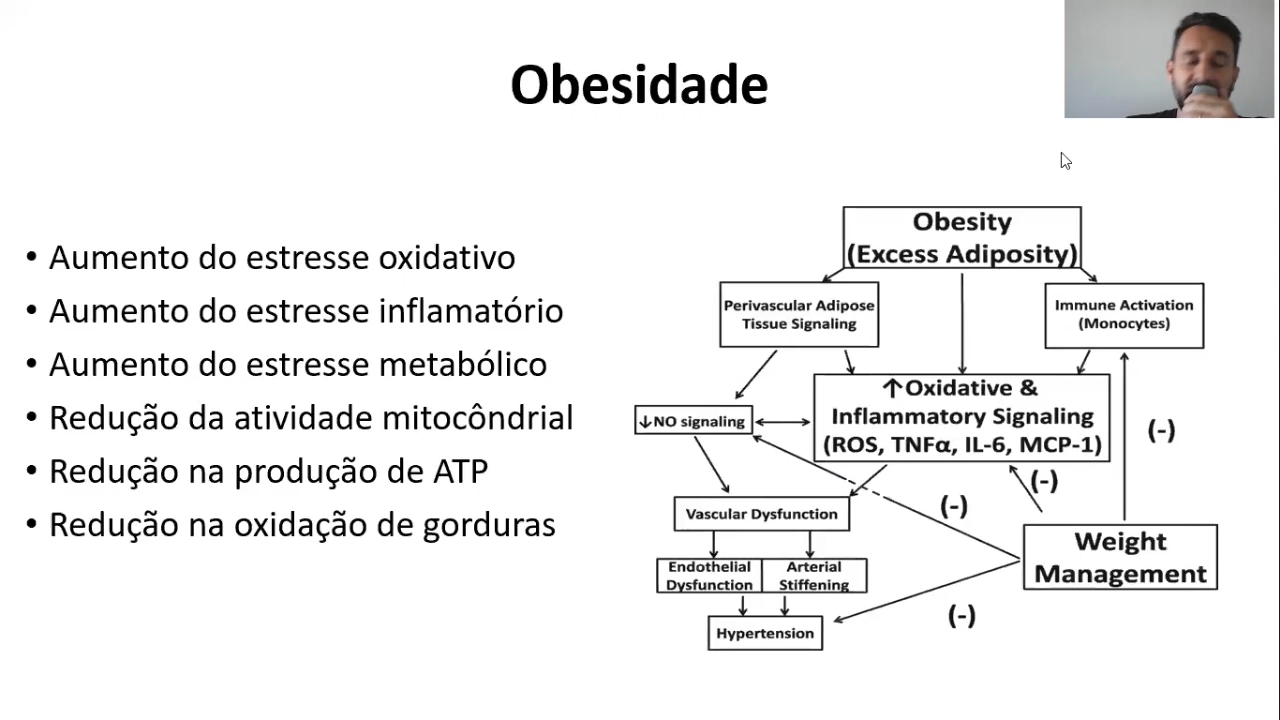 Obesidade
• Aumento do estresse oxidativo
• Aumento do estresse inflamatório
• Aumento do estresse metabólico
• Redução da atividade mitocôndrial
• Redução na produção de ATP
• Redução na oxidação de gorduras
Obesity
(Excess Adiposity)
Perivascular Adipose
Tissue Signaling
Immune Activation
(Monocytes)
↑Oxidative &
Inflammatory Signaling
(ROS, TNFα, IL-6, MCP-1)
↓NO signaling
(-)
(-)
(-)
Vascular Dysfunction
Weight
Management
Endothelial
Dysfunction
Arterial
Stiffening
(-)
Hypertension